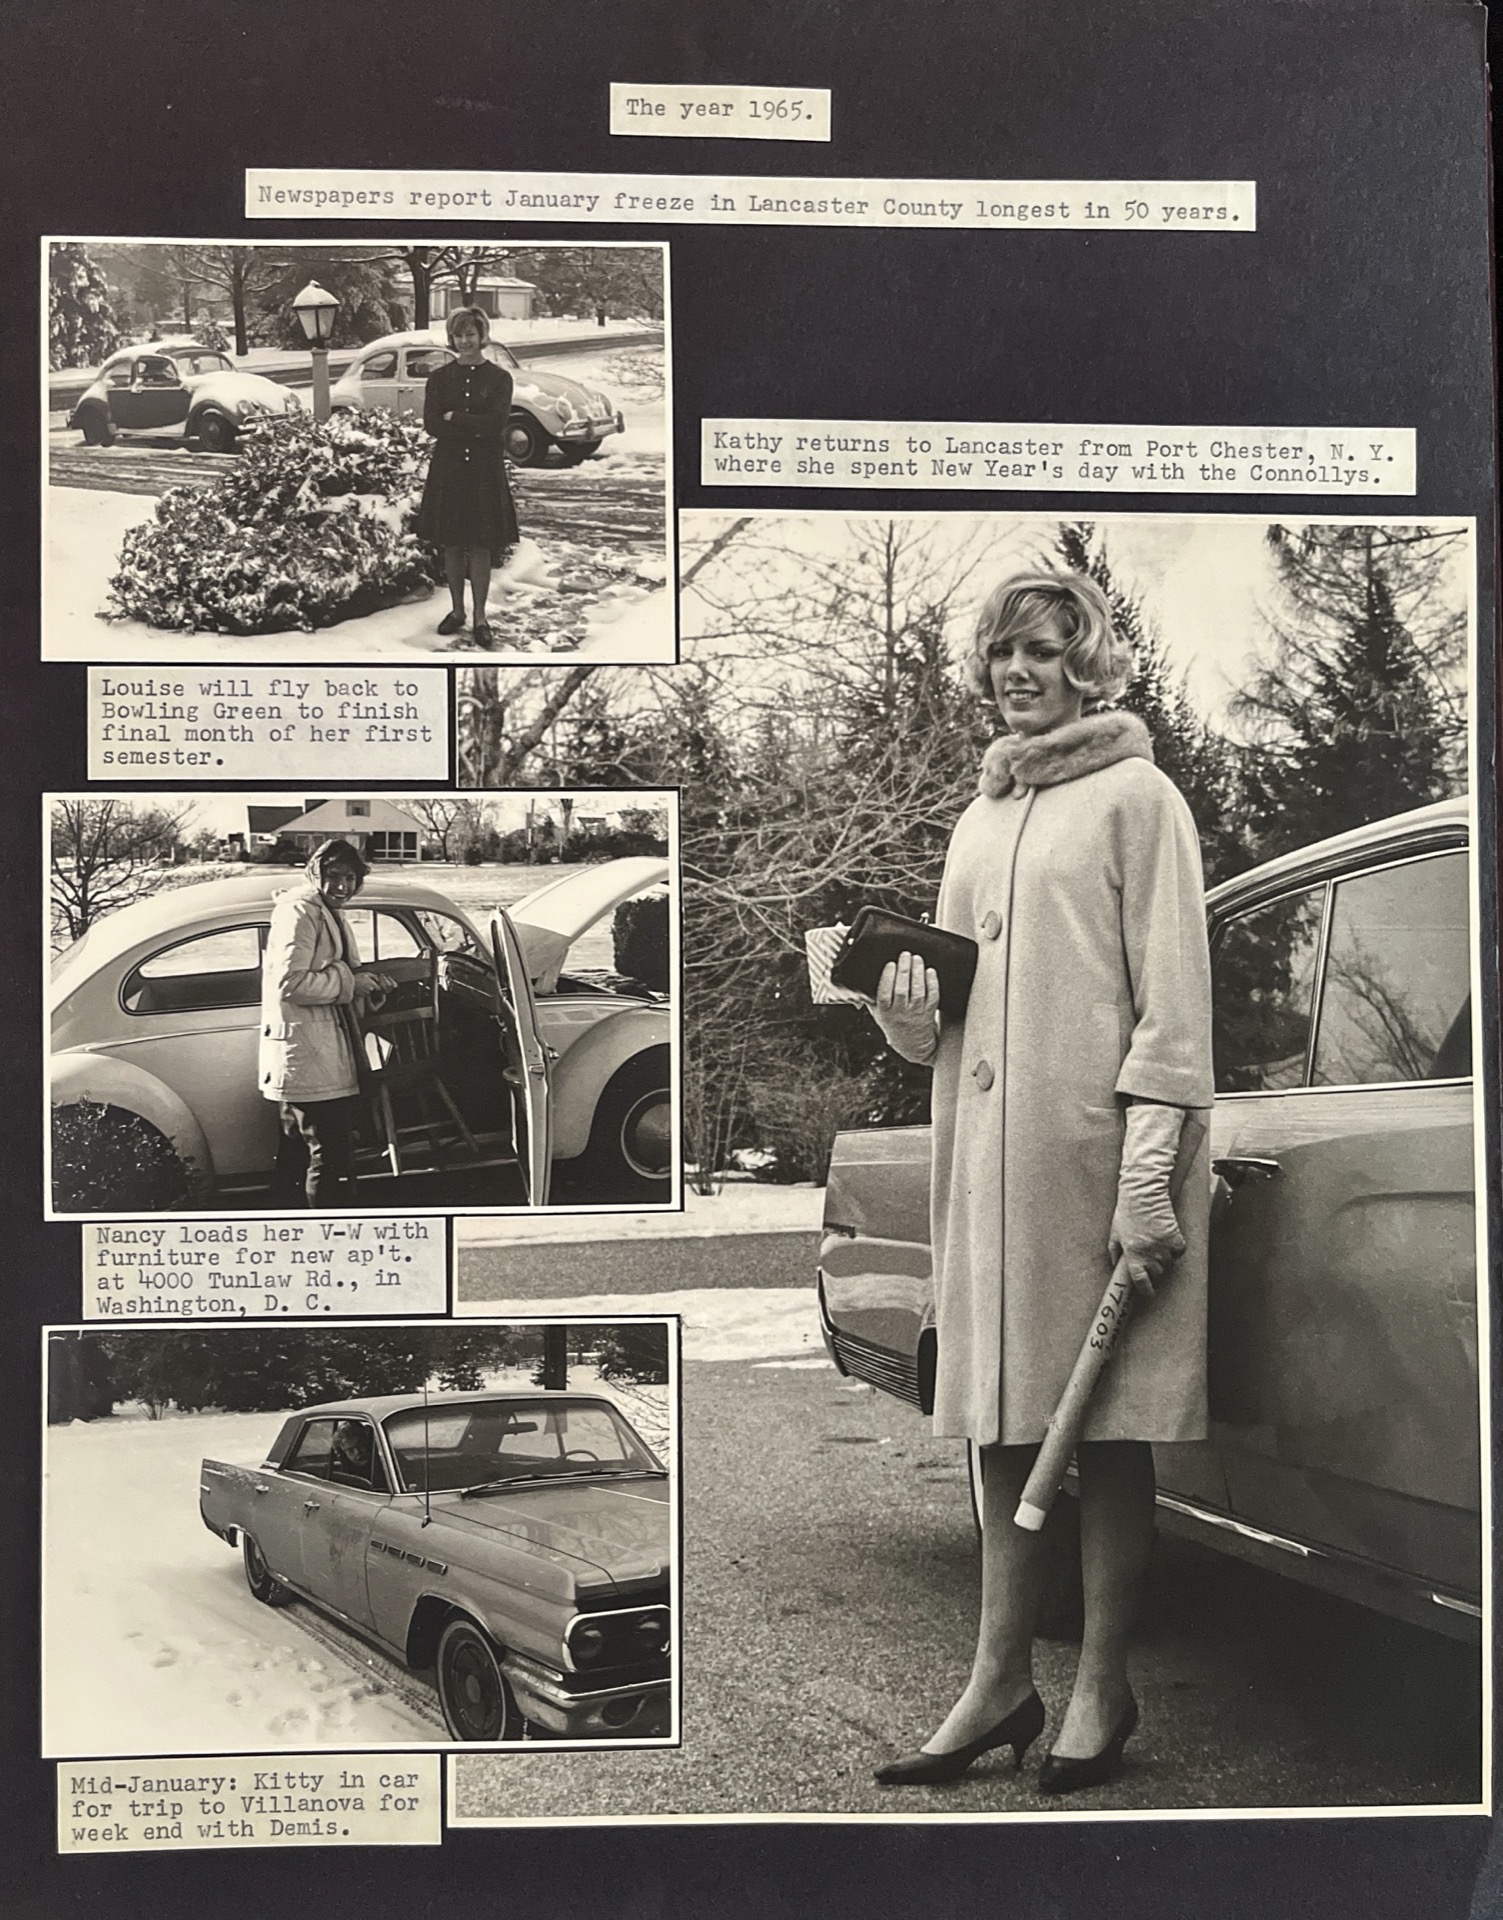 The year 1965.
Newspapers report January freeze in Lancaster County longest in 50 years.
Kathy returns to Lancaster from Port Chester, N. Y.
where she spent New Year's day with the Connollys.
Louise will fly back to
Bowling Green to finish
final month of her first
semester.
Nancy loads her V-W with
furniture for new ap't.
at 4000 Tunlaw Rd., in
Washington, D. C.
Mid-January: Kitty in car
for trip to Villanova for
week end with Demis.
17603